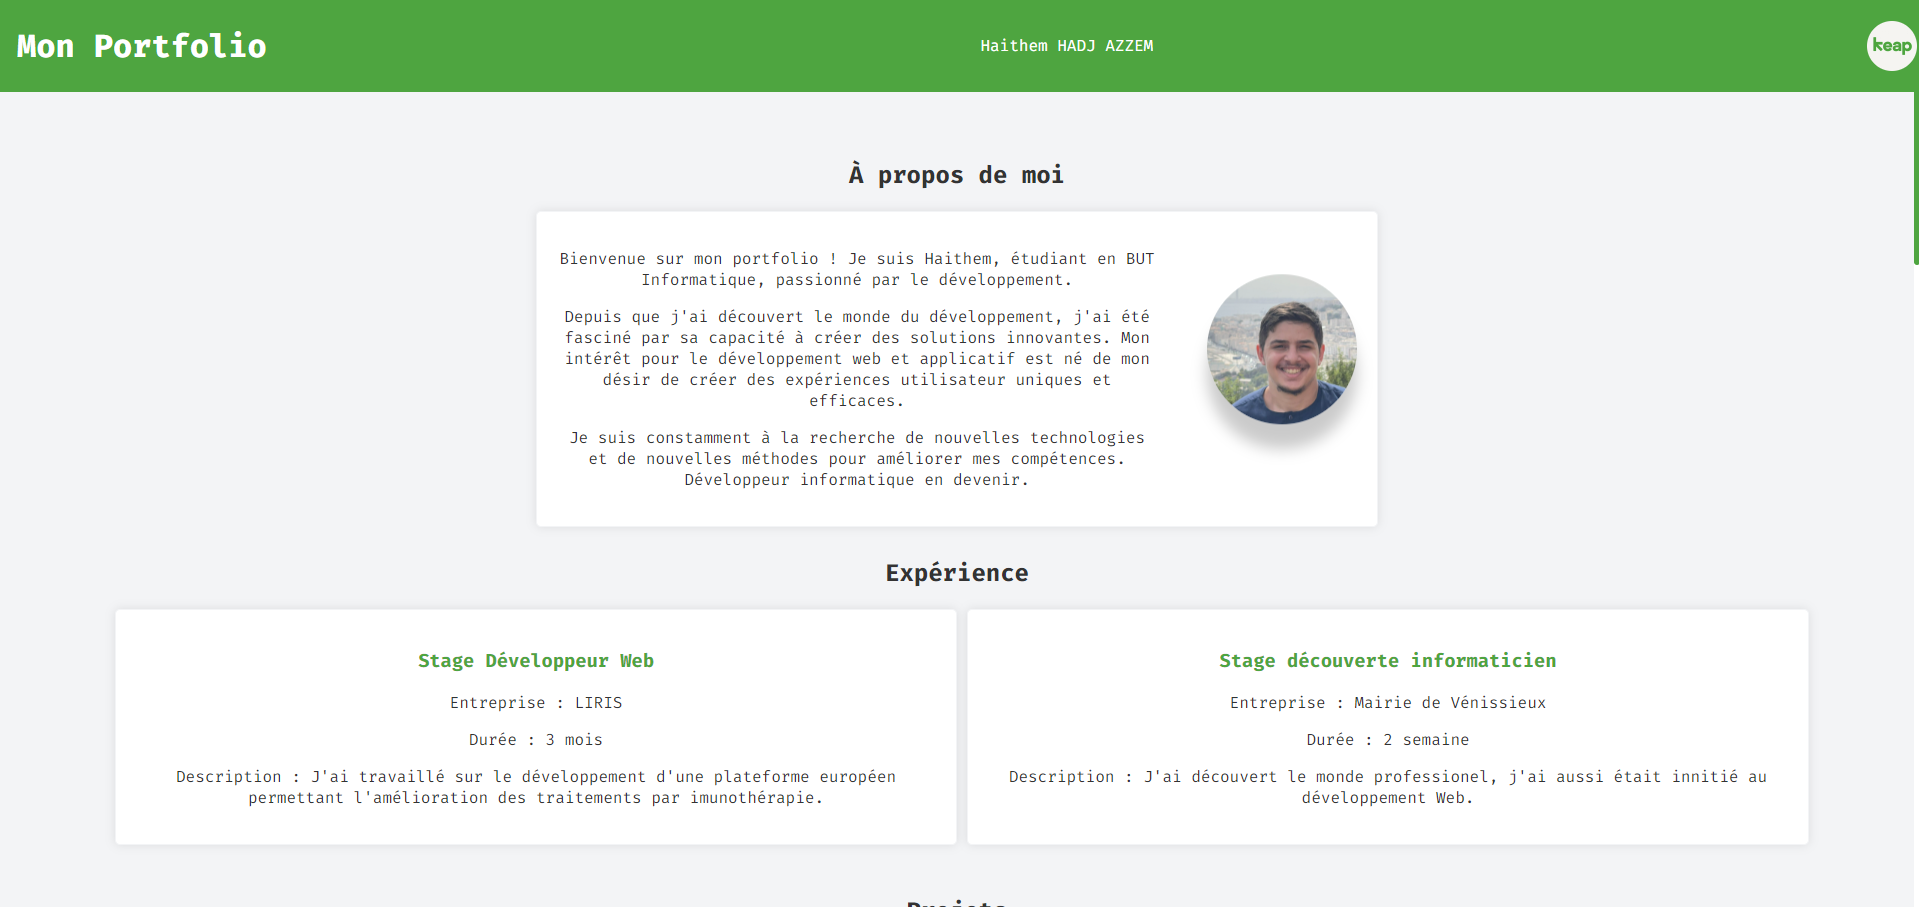 Mon Portfolio
Haithem HADJ AZZEM
keap
À propos de moi
Bienvenue sur mon portfolio ! Je suis Haithem, étudiant en BUT
Informatique, passionné par le développement.
Depuis que j'ai découvert le monde du développement, j'ai été
fasciné par sa capacité à créer des solutions innovantes. Mon
intérêt pour le développement web et applicatif est né de mon
désir de créer des expériences utilisateur uniques et
efficaces.
Je suis constamment à la recherche de nouvelles technologies
et de nouvelles méthodes pour améliorer mes compétences.
Développeur informatique en devenir.
Expérience
Stage Développeur Web
Entreprise : LIRIS
Durée : 3 mois
Description : J'ai travaillé sur le développement d'une plateforme européen
permettant l'amélioration des traitements par imunothérapie.
Stage découverte informaticien
Entreprise : Mairie de Vénissieux
Durée : 2 semaine
Description : J'ai découvert le monde professionel, j'ai aussi était innitié au
développement Web.
Projets